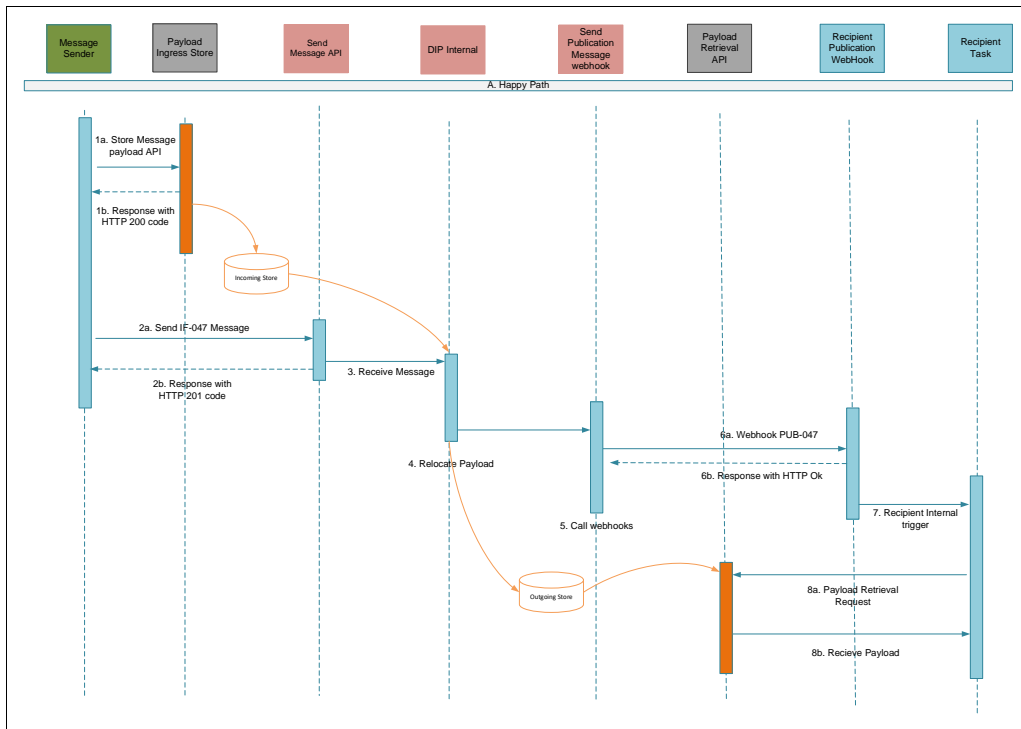 Message
Sender
Payload
Ingress Store
Send
Message API
DIP Internal
Send
Publication
Message
webhook
Payload
Retrieval
API
Recipient
Publication
WebHook
Recipient
Task
A. Happy Path
1a. Store Message
payload API
1b. Response with
HTTP 200 code
Incoming Store
2a. Send IF-047 Message
2b. Response with
HTTP 201 code
3. Receive Message
4. Relocate Payload
5. Call webhooks
6a. Webhook PUB-047
6b. Response with HTTP Ok
7. Recipient Internal
trigger
Outgoing Store
8a. Payload Retrieval
Request
8b. Recieve Payload